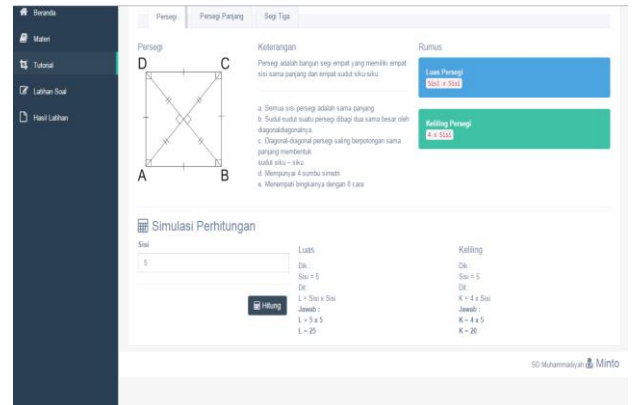 Beranda
Materi
Tutorial
Latihan Soal
Hasil Latihan
Persegi
Persegi Panjang
Segi Tiga
Persegi
D
C
A
B
Keterangan
Persegi adalah bangun segi empat yang memiliki empat
sisi sama panjang dan empat sudut siku-siku.
a. Semua sisi persegi adalah sama panjang
b. Sudut-sudut suatu persegi dibagi dua sama besar oleh
diagonaldiagonalnya
c. Diagonal-diagonal persegi saling berpotongan sama
panjang membentuk
sudut siku – siku.
d. Mempunyai 4 sumbu simetri
e. Menempati bingkainya dengan 8 cara
Rumus
Luas Persegi
Sisi x Sisi
Keliling Persegi
4 x Sisi
Simulasi Perhitungan
Sisi
5
Hitung
Luas
Dik :
Sisi = 5
Dit :
L = Sisi x Sisi
Jawab :
L = 5 x 5
L = 25
Keliling
Dik :
Sisi = 5
Dit :
K = 4 x Sisi
Jawab :
K = 4 x 5
K = 20
SD Muhammadiyah Minto